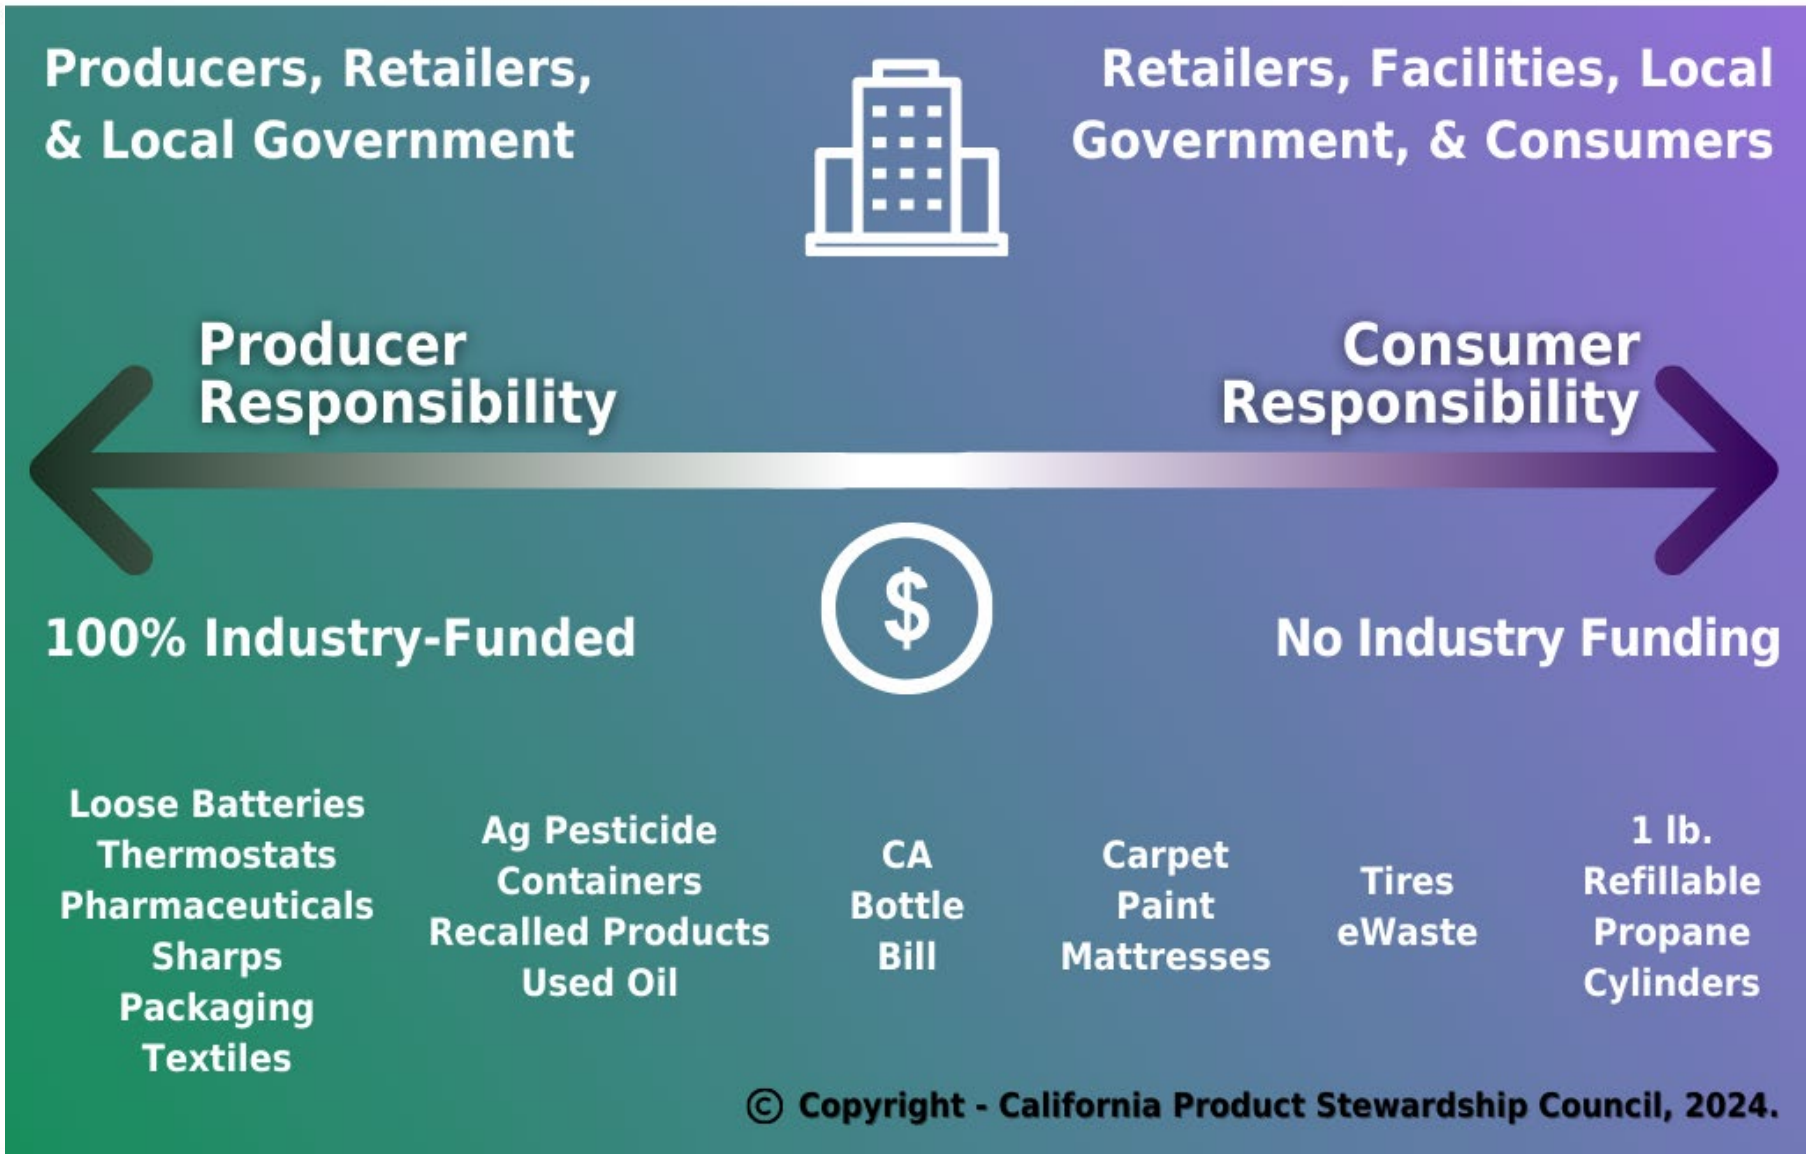 Producers, Retailers,
& Local Government
Retailers, Facilities, Local
Government, & Consumers
Producer
Responsibility
Consumer
Responsibility
$
100% Industry-Funded
No Industry Funding
Loose Batteries
Thermostats
Pharmaceuticals
Sharps
Packaging
Textiles
Ag Pesticide
Containers
Recalled Products
Used Oil
CA
Bottle
Bill
Carpet
Paint
Mattresses
Tires
eWaste
1 lb.
Refillable
Propane
Cylinders
© Copyright - California Product Stewardship Council, 2024.